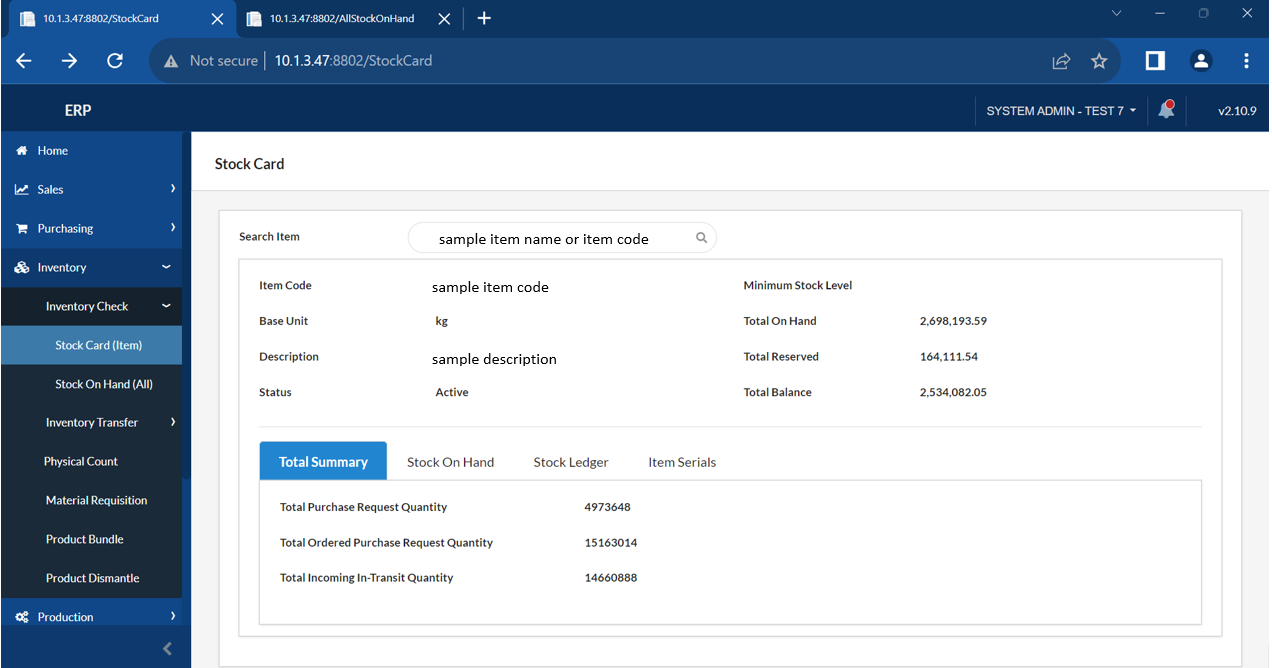 10.1.3.47:8802/StockCard
10.1.3.47:8802/AllStockOnHand
Not secure
10.1.3.47:8802/StockCard
ERP
SYSTEM ADMIN - TEST 7
v2.10.9
Home
Sales
Purchasing
Inventory
Inventory Check
Stock Card (Item)
Stock On Hand (All)
Inventory Transfer
Physical Count
Material Requisition
Product Bundle
Product Dismantle
Production
Stock Card
Search Item sample item name or item code
Item Code sample item code
Base Unit kg
Description sample description
Status Active
Minimum Stock Level
Total On Hand 2,698,193.59
Total Reserved 164,111.54
Total Balance 2,534,082.05
Total Summary Stock On Hand Stock Ledger Item Serials
Total Purchase Request Quantity 4973648
Total Ordered Purchase Request Quantity 15163014
Total Incoming In-Transit Quantity 14660888